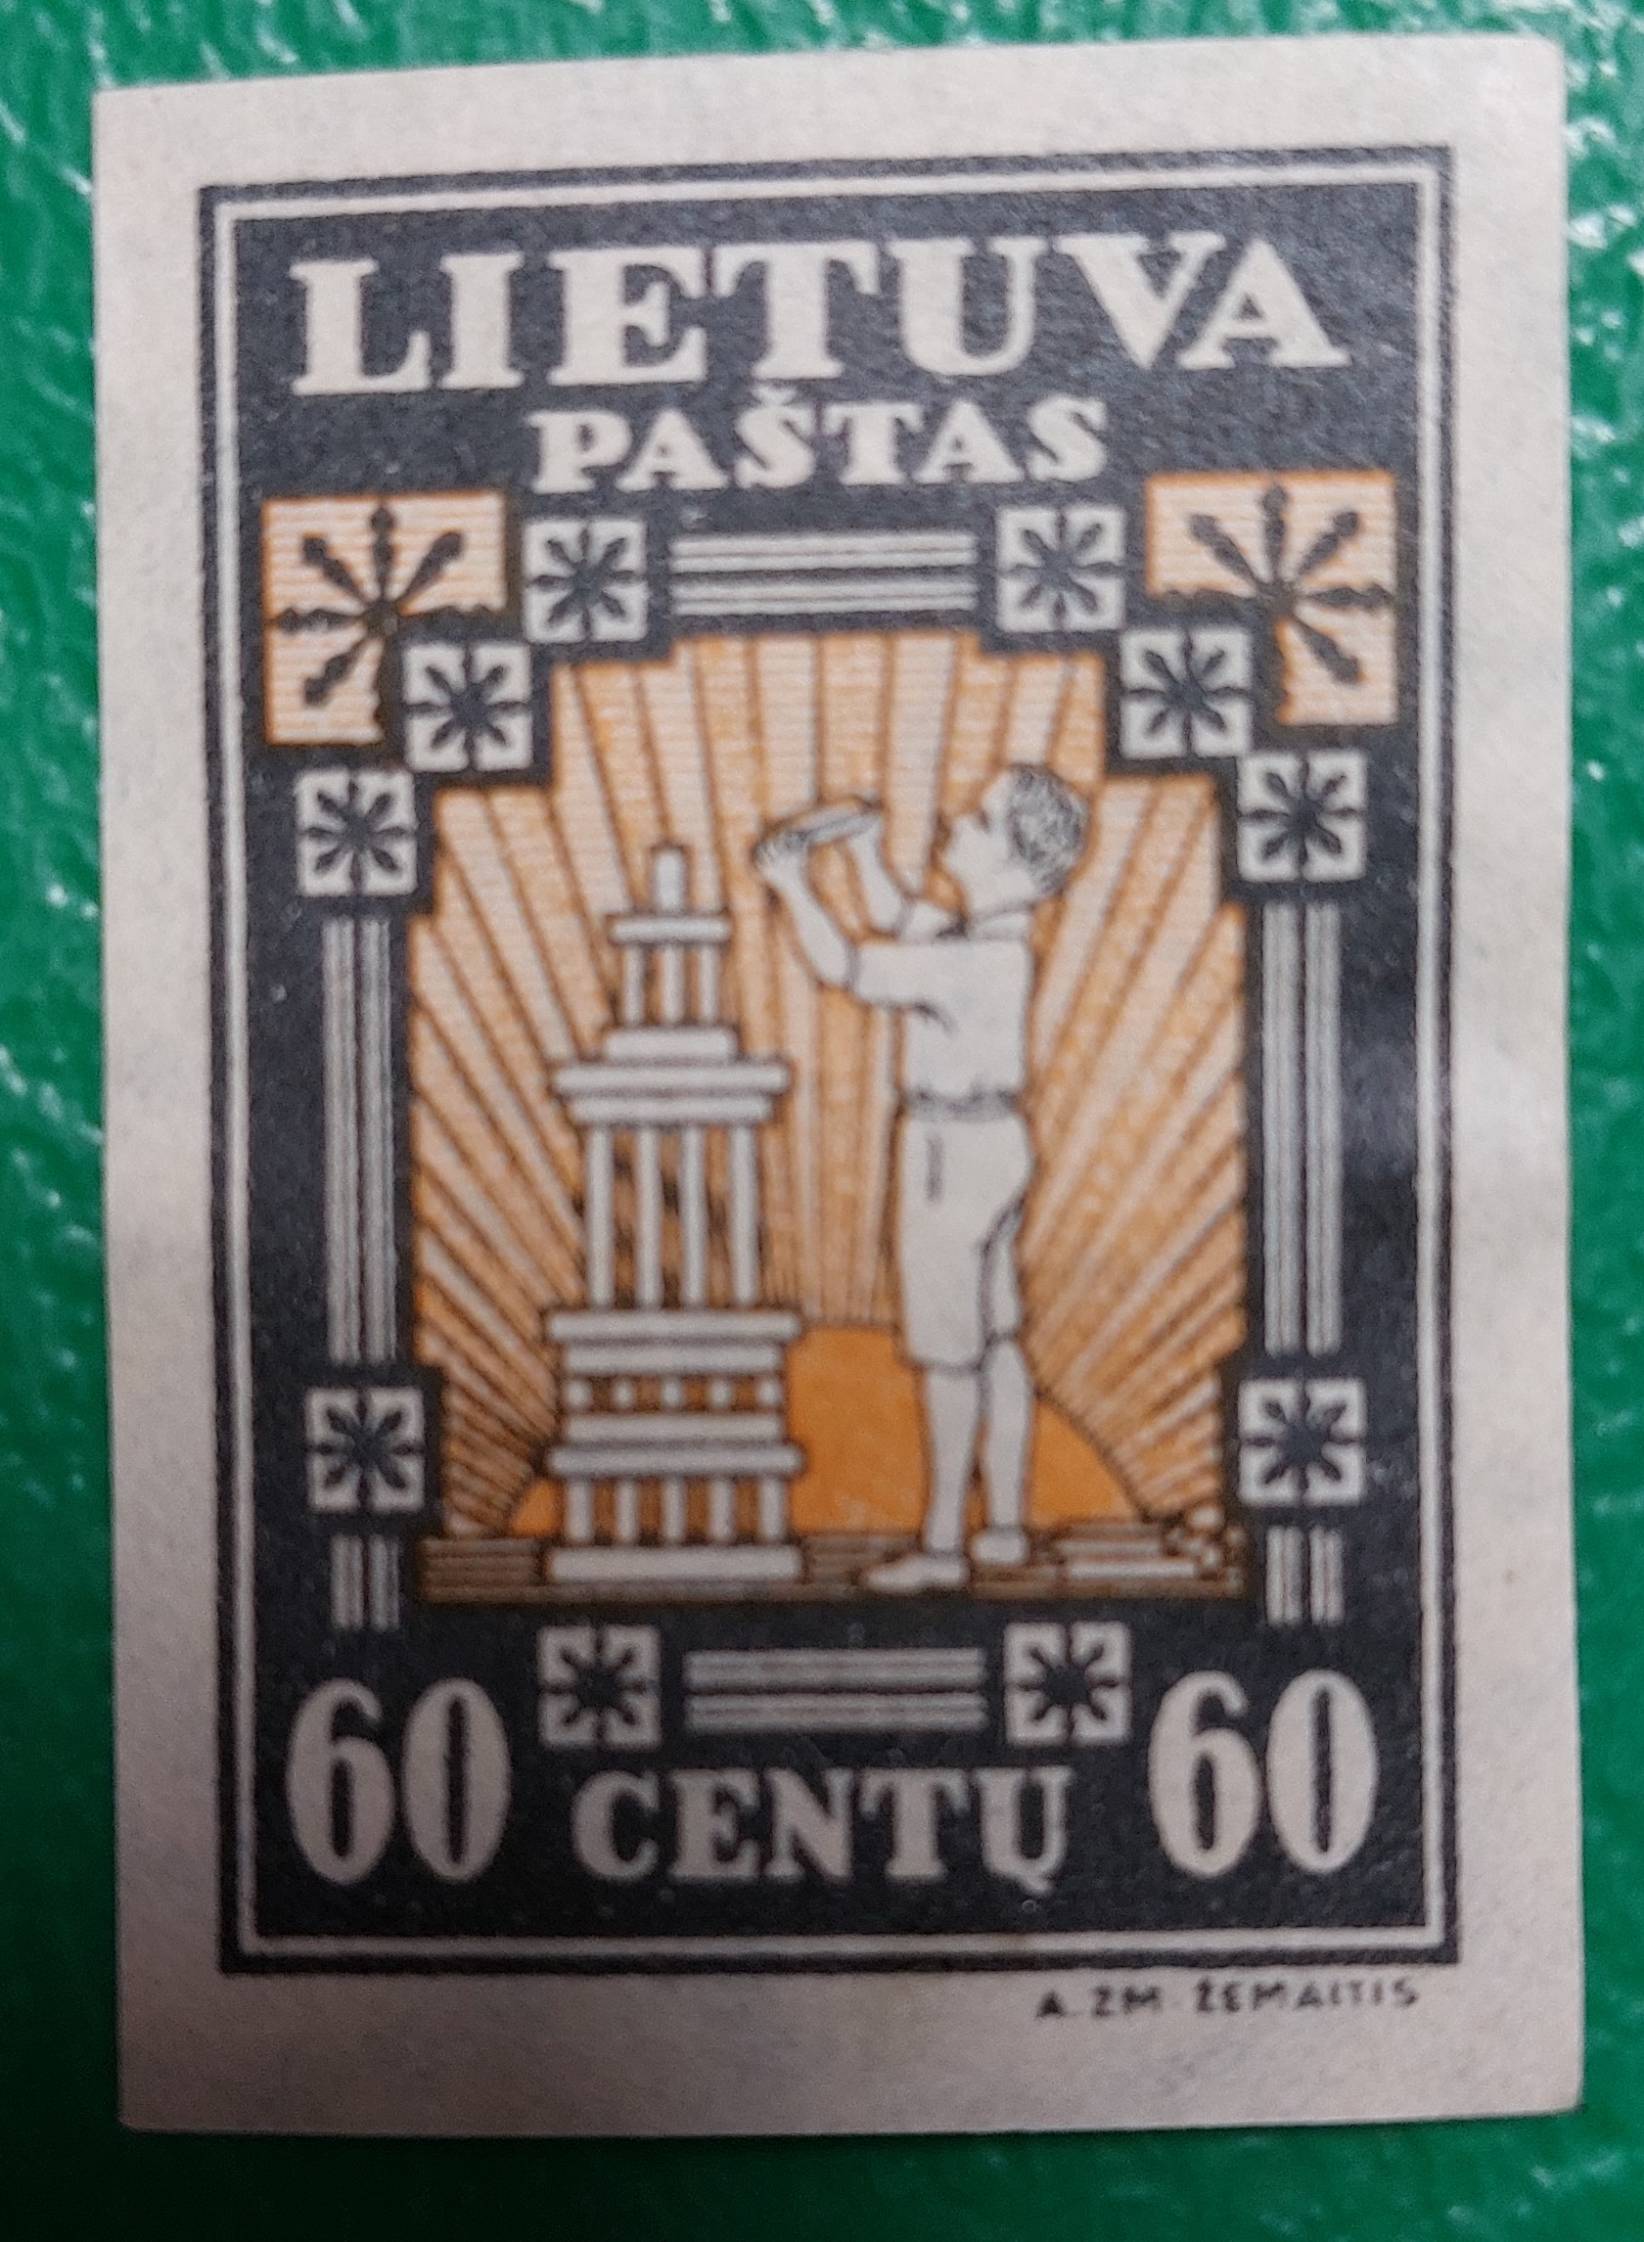 LIETUVA
PAŠTAS
60 CENTŲ 60
A. ŽM. ŽEMAITIS